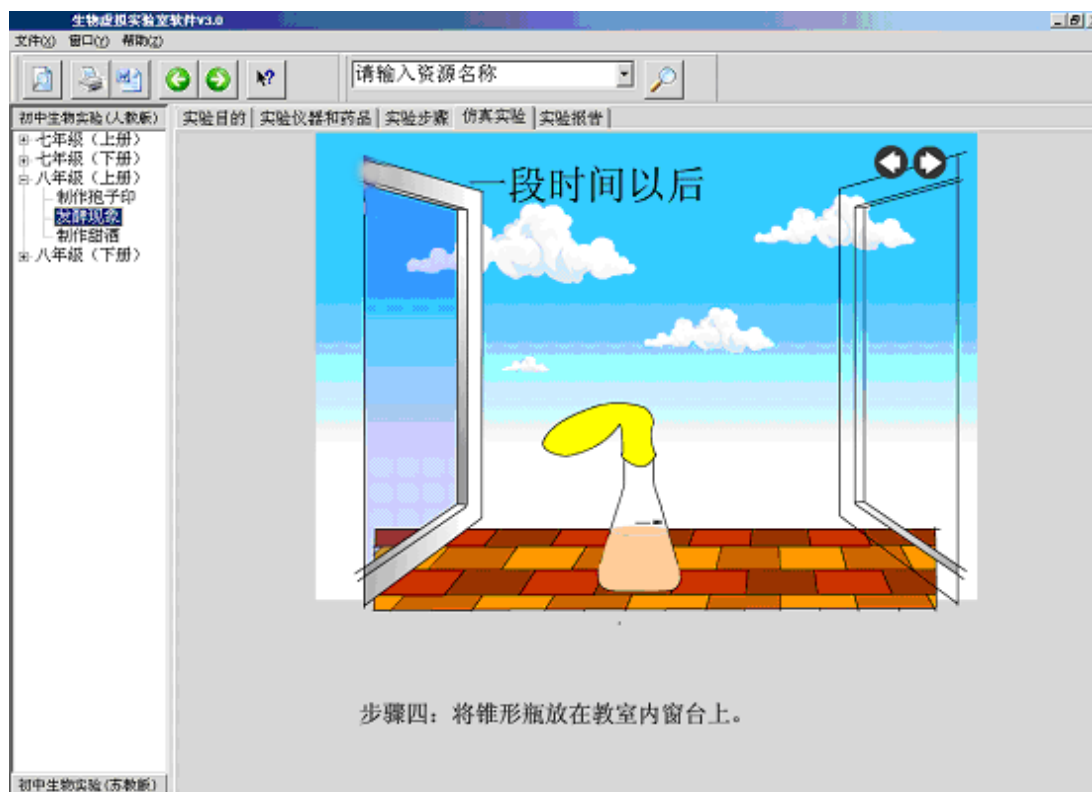 生物虚拟实验室软件V3.0
文件(X) 窗口(Y) 帮助(Z)
请输入资源名称
初中生物实验(人教版)
实验目的 实验仪器和药品 实验步骤 仿真实验 实验报告
七年级（上册）
七年级（下册）
八年级（上册）
制作孢子印
发酵现象
制作甜酒
八年级（下册）
一段时间以后
步骤四：将锥形瓶放在教室内窗台上。
初中生物实验(苏教版)